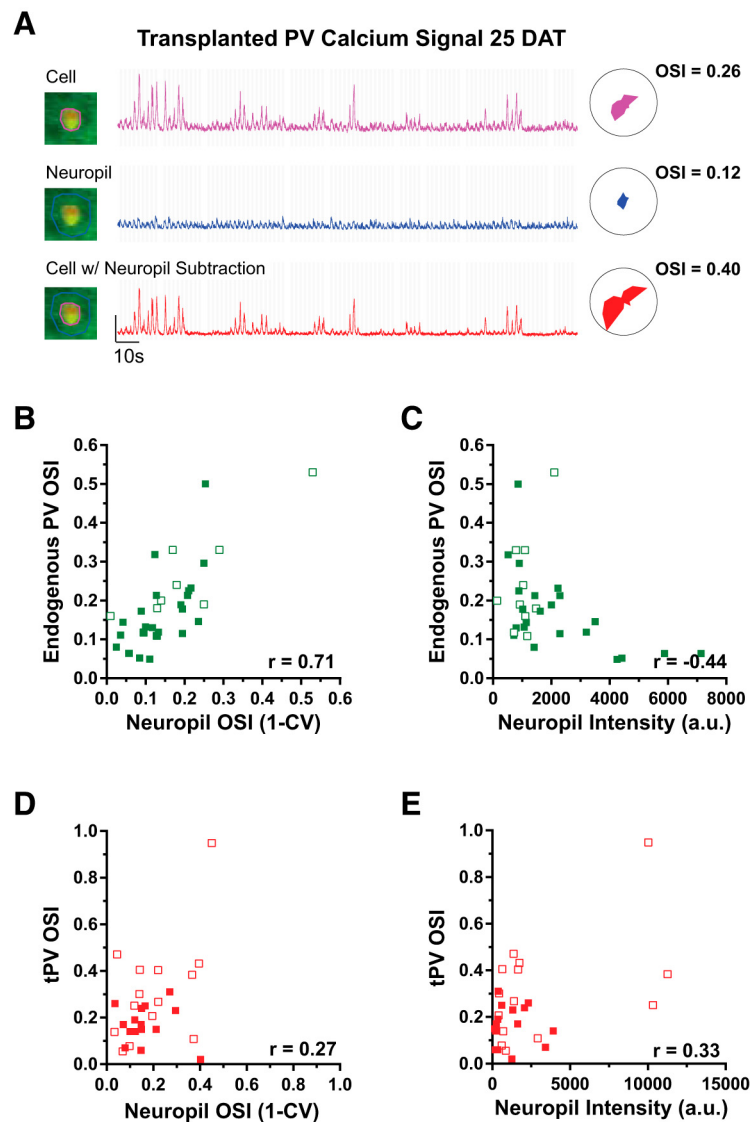 A
Transplanted PV Calcium Signal 25 DAT
Cell
OSI = 0.26
Neuropil
OSI = 0.12
Cell w/ Neuropil Subtraction
OSI = 0.40
10s
B
Endogenous PV OSI
0.6
0.5
0.4
0.3
0.2
0.1
0.0
r = 0.71
0.0 0.1 0.2 0.3 0.4 0.5 0.6
Neuropil OSI (1-CV)
C
Endogenous PV OSI
0.6
0.5
0.4
0.3
0.2
0.1
0.0
r = -0.44
0 2000 4000 6000 8000
Neuropil Intensity (a.u.)
D
tPV OSI
1.0
0.8
0.6
0.4
0.2
0.0
r = 0.27
0.0 0.2 0.4 0.6 0.8 1.0
Neuropil OSI (1-CV)
E
tPV OSI
1.0
0.8
0.6
0.4
0.2
0.0
r = 0.33
0 5000 10000 15000
Neuropil Intensity (a.u.)